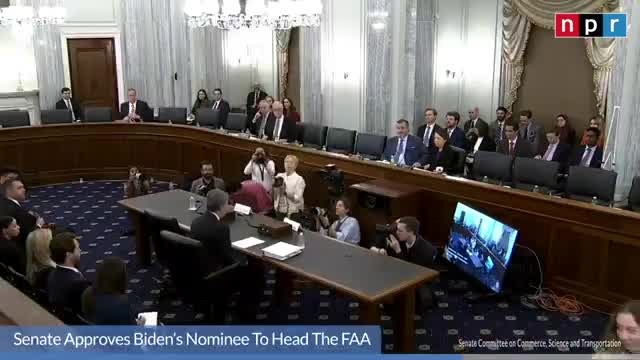 npr
Senate Approves Biden's Nominee To Head The FAA
Senate Committee on Commerce, Science and Transportation